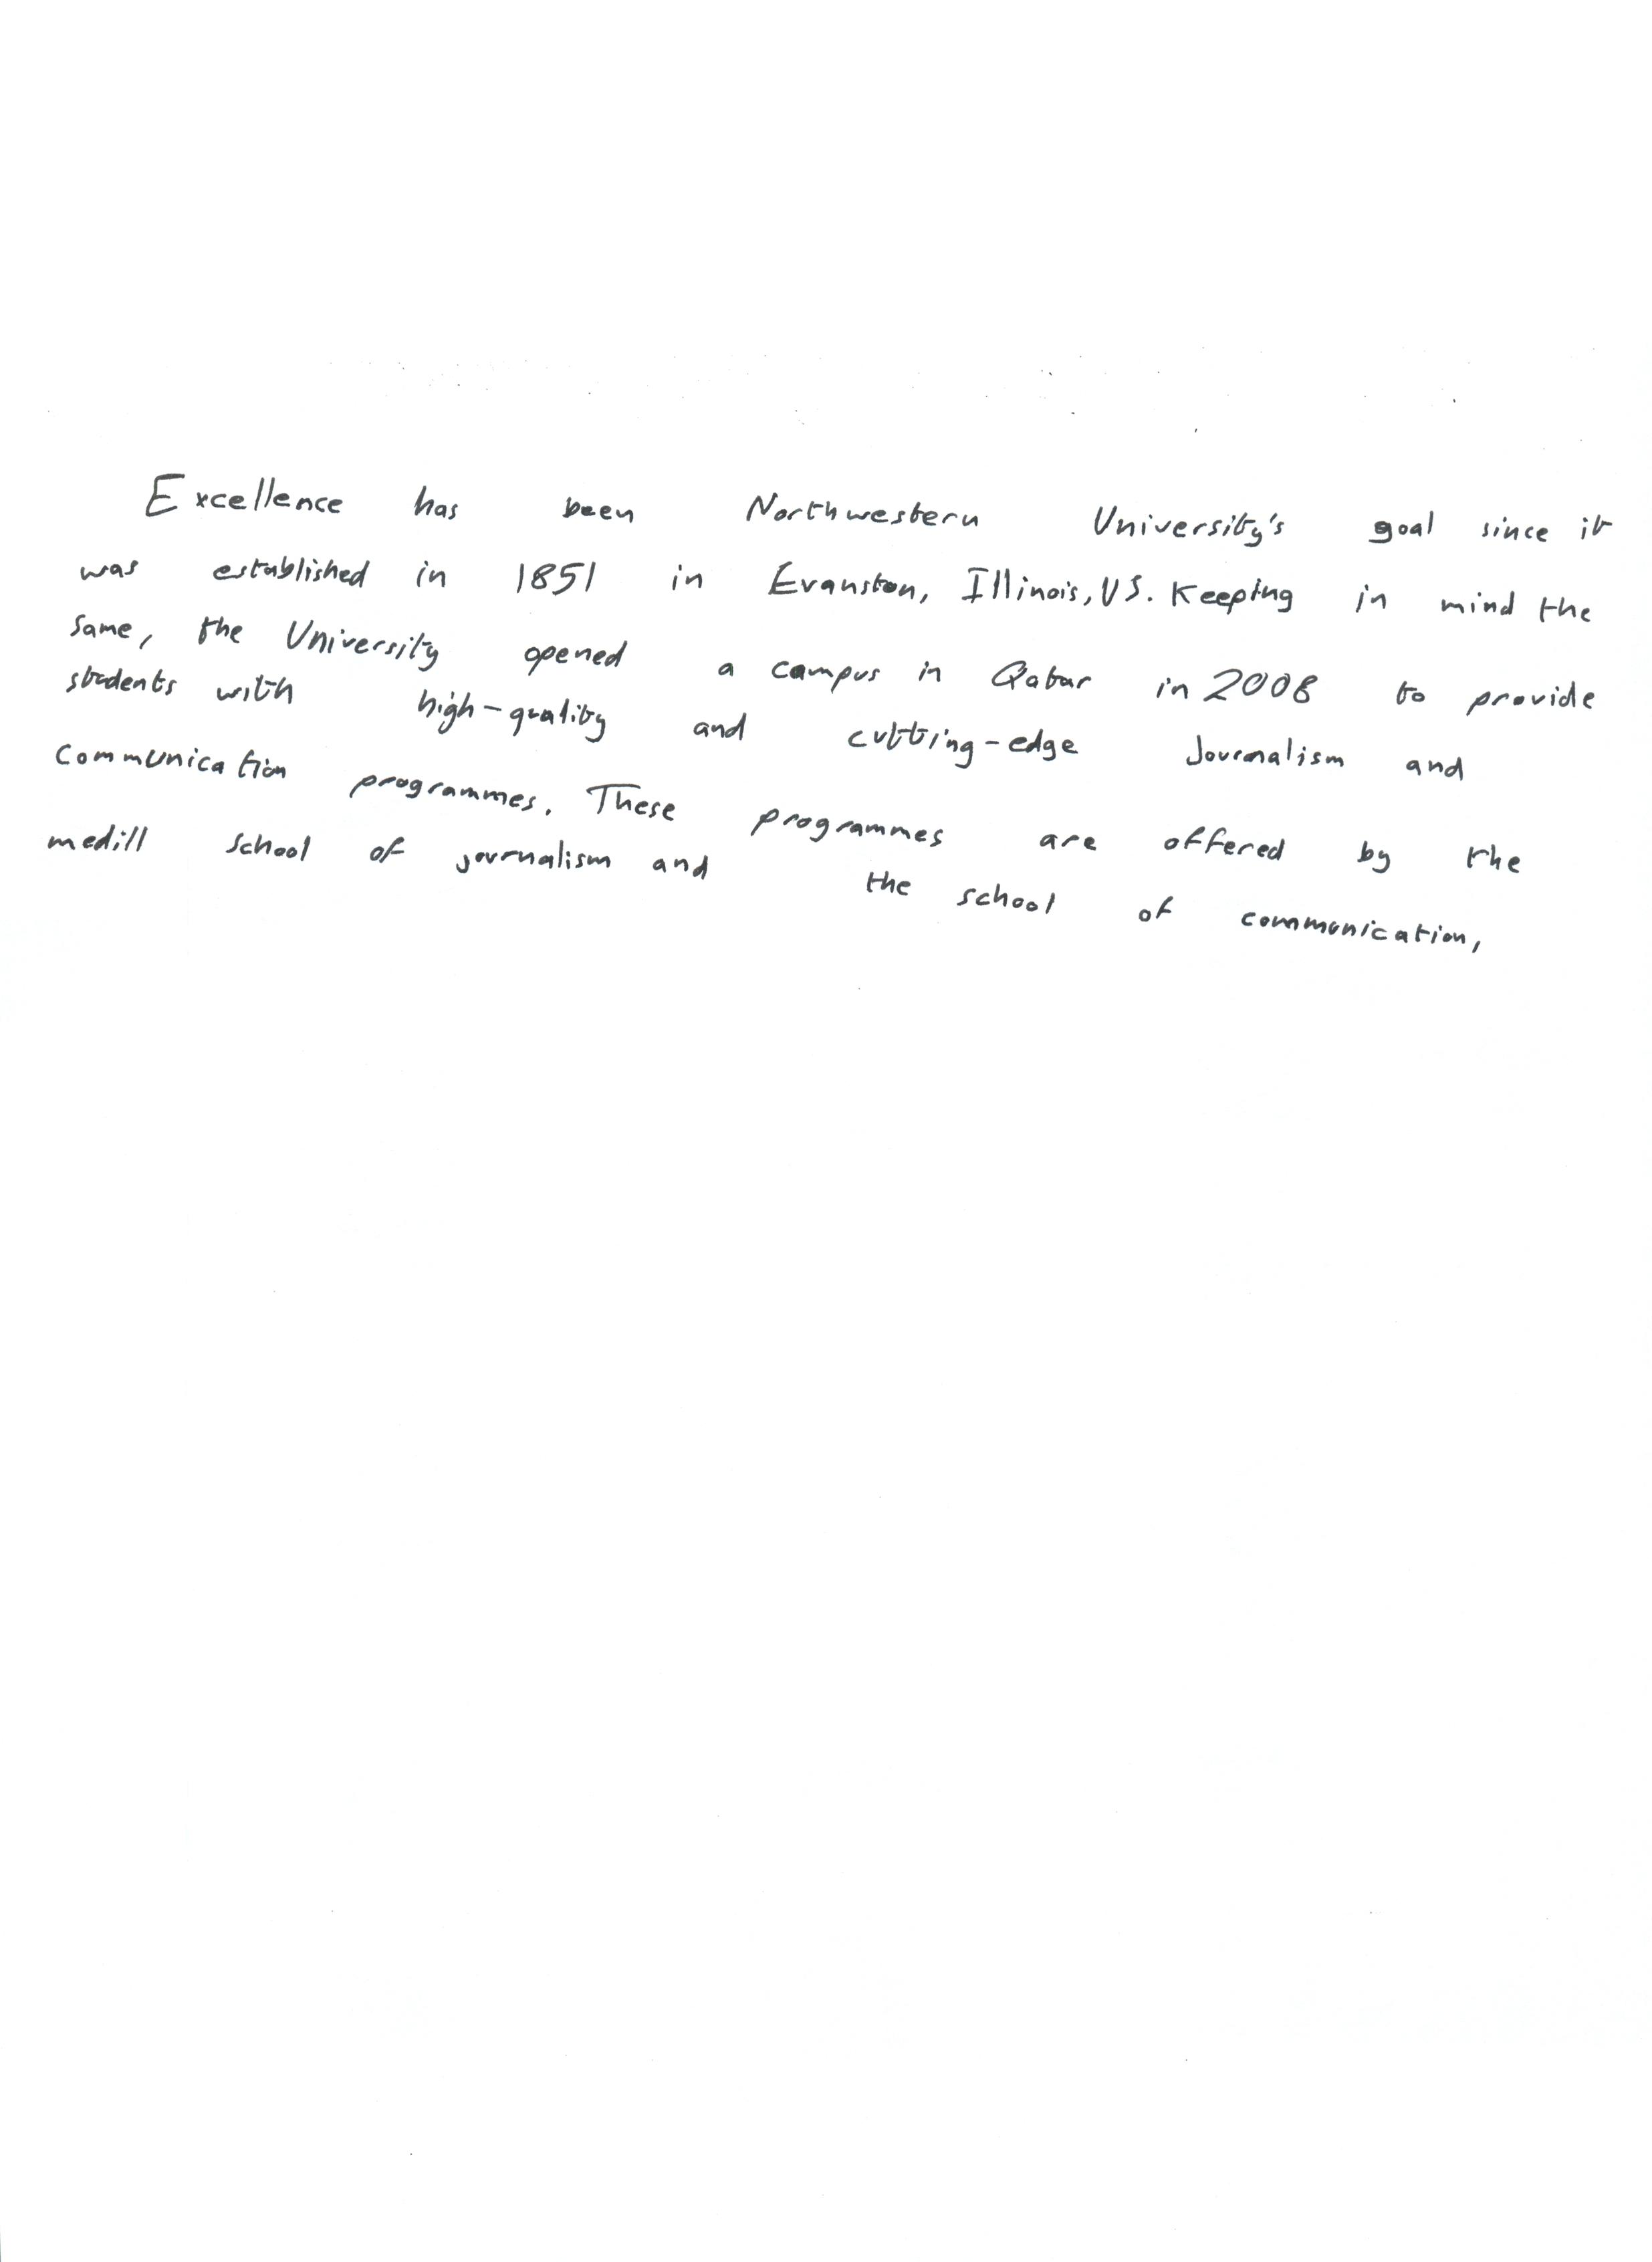 Excellence has been Northwestern University's goal since it
was established in 1851 in Evanston, Illinois, US. Keeping in mind the
same, the University opened a campus in Qatar in 2008 to provide
students with high-quality and cutting-edge Journalism and
Communication programmes. These programmes are offered by the
medill school of journalism and the school of communication,